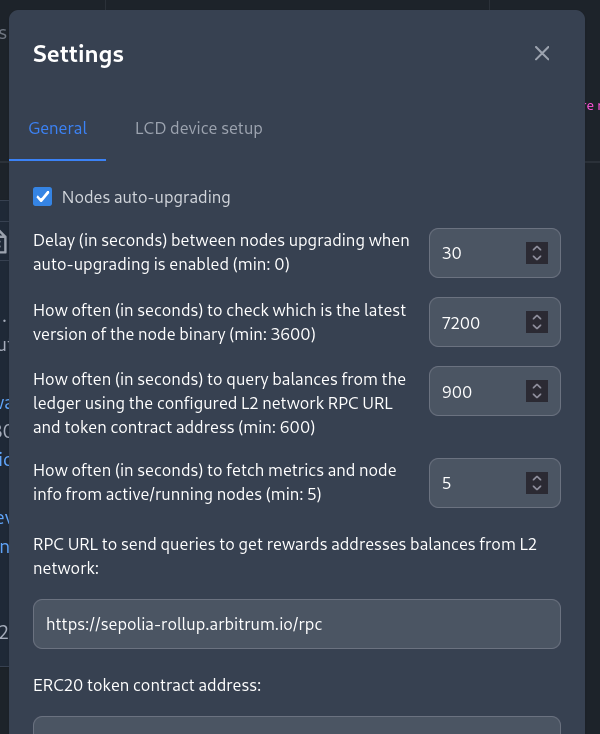 Settings
General
LCD device setup
Nodes auto-upgrading
Delay (in seconds) between nodes upgrading when
auto-upgrading is enabled (min: 0)
30
How often (in seconds) to check which is the latest
version of the node binary (min: 3600)
7200
How often (in seconds) to query balances from the
ledger using the configured L2 network RPC URL
and token contract address (min: 600)
900
How often (in seconds) to fetch metrics and node
info from active/running nodes (min: 5)
5
RPC URL to send queries to get rewards addresses balances from L2
network:
https://sepolia-rollup.arbitrum.io/rpc
ERC20 token contract address: